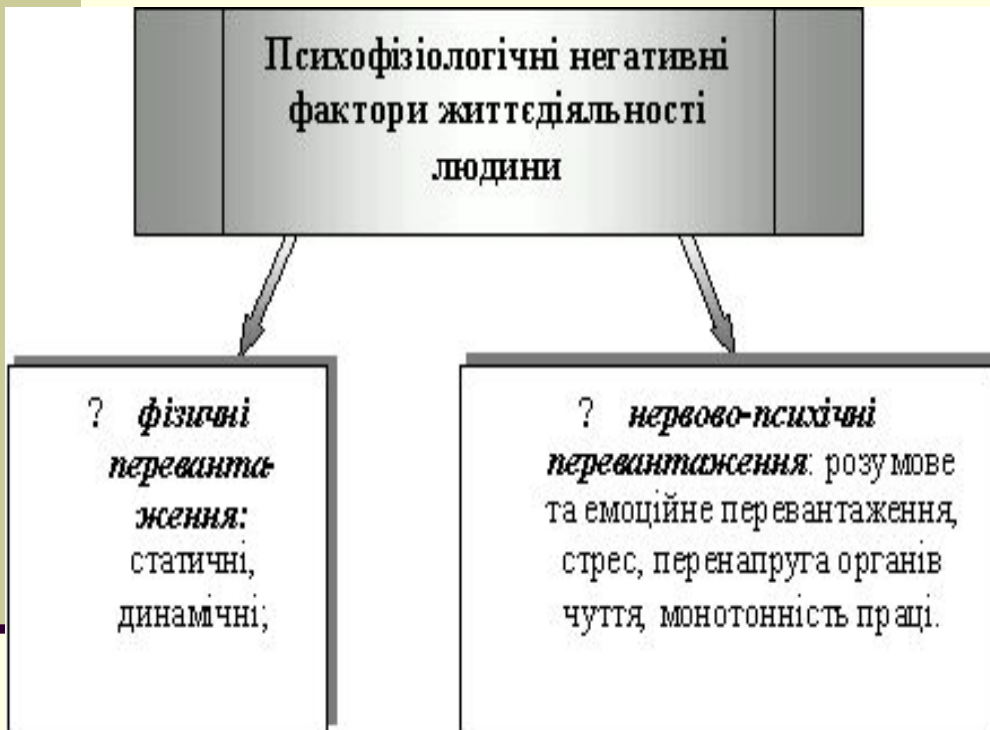 Психофізіологічні негативні
фактори життєдіяльності
людини
? фізичні
переванта-
ження:
статичні,
динамічні;
? нервово-психічні
перевантаження: розумове
та емоційне перевантаження,
стрес, перенапруга органів
чуття, монотонність праці.